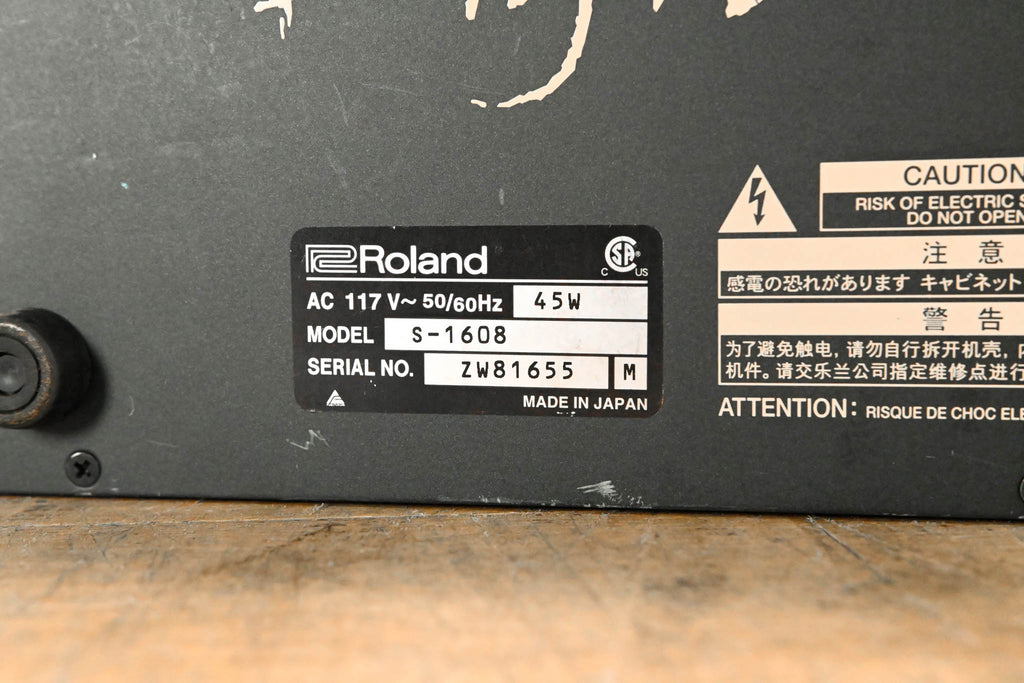 Roland
C SA® US
AC 117 V~ 50/60Hz 45W
MODEL S-1608
SERIAL NO. ZW81655 M
MADE IN JAPAN
CAUTION
RISK OF ELECTRIC
DO NOT OPEN
注 意
感電の恐れがあります キャビネット
警 告
为了避免触电, 请勿自行拆开机壳,
机件。请交乐兰公司指定维修点进行
ATTENTION: RISQUE DE CHOC